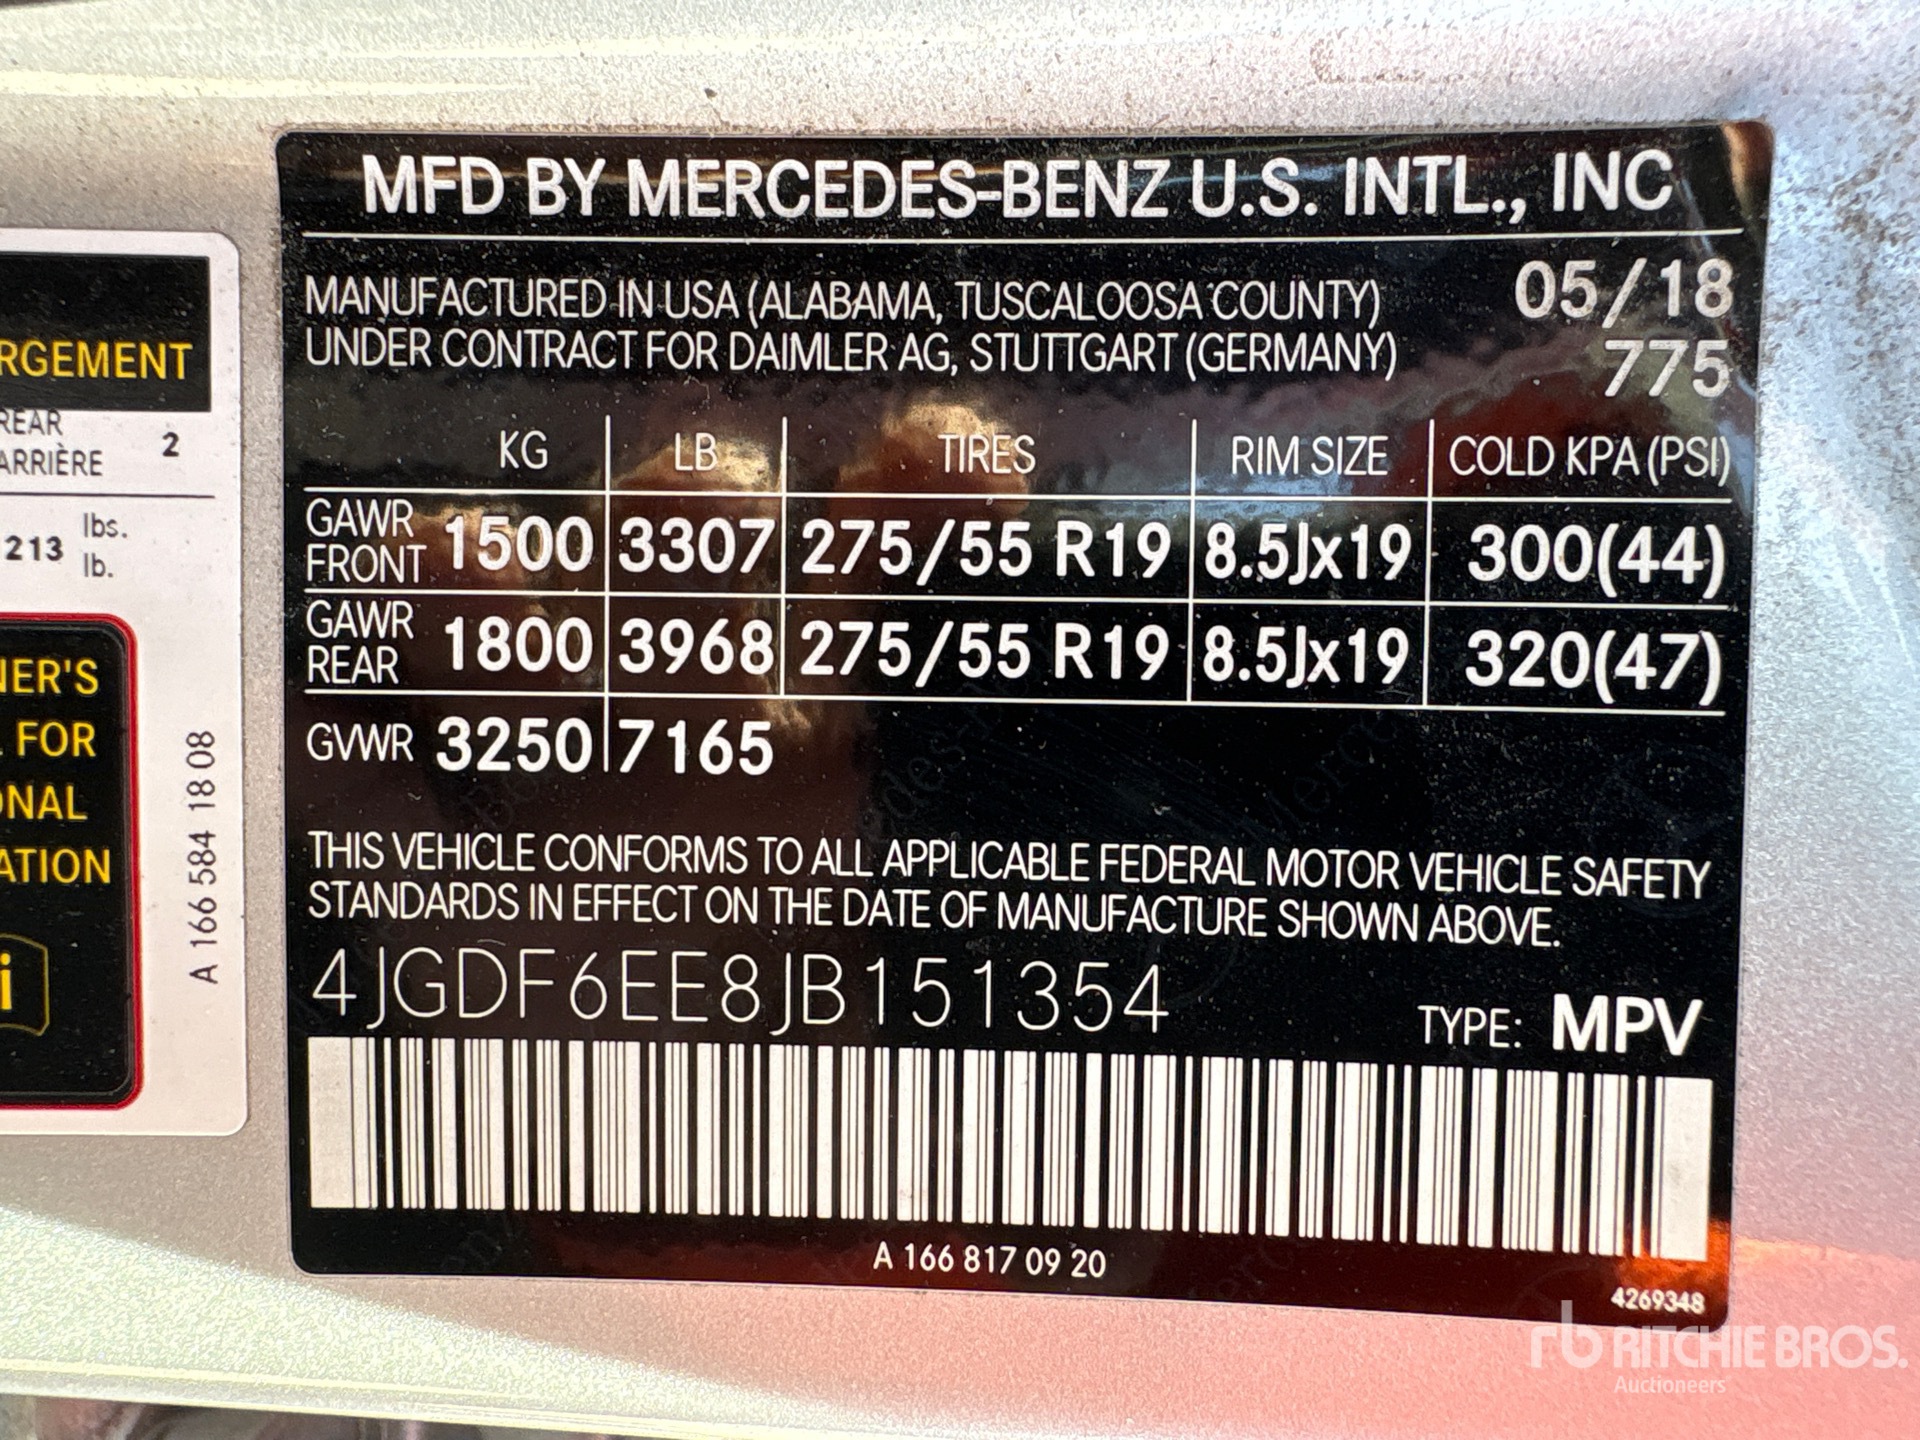 RGEMENT
REAR
ARRIÈRE 2
213 lbs.
lb.
NER'S
FOR
ONAL
ATION
i
A 166 584 18 08
MFD BY MERCEDES-BENZ U.S. INTL., INC
MANUFACTURED IN USA (ALABAMA, TUSCALOOSA COUNTY) 05/18
UNDER CONTRACT FOR DAIMLER AG, STUTTGART (GERMANY) 775
KG LB TIRES RIM SIZE COLD KPA (PSI)
GAWR FRONT 1500 3307 275/55 R19 8.5Jx19 300(44)
GAWR REAR 1800 3968 275/55 R19 8.5Jx19 320(47)
GVWR 3250 7165
THIS VEHICLE CONFORMS TO ALL APPLICABLE FEDERAL MOTOR VEHICLE SAFETY
STANDARDS IN EFFECT ON THE DATE OF MANUFACTURE SHOWN ABOVE.
4JGDF6EE8JB151354 TYPE: MPV
A 166 817 09 20
4269348
rb RITCHIE BROS.
Auctioneers